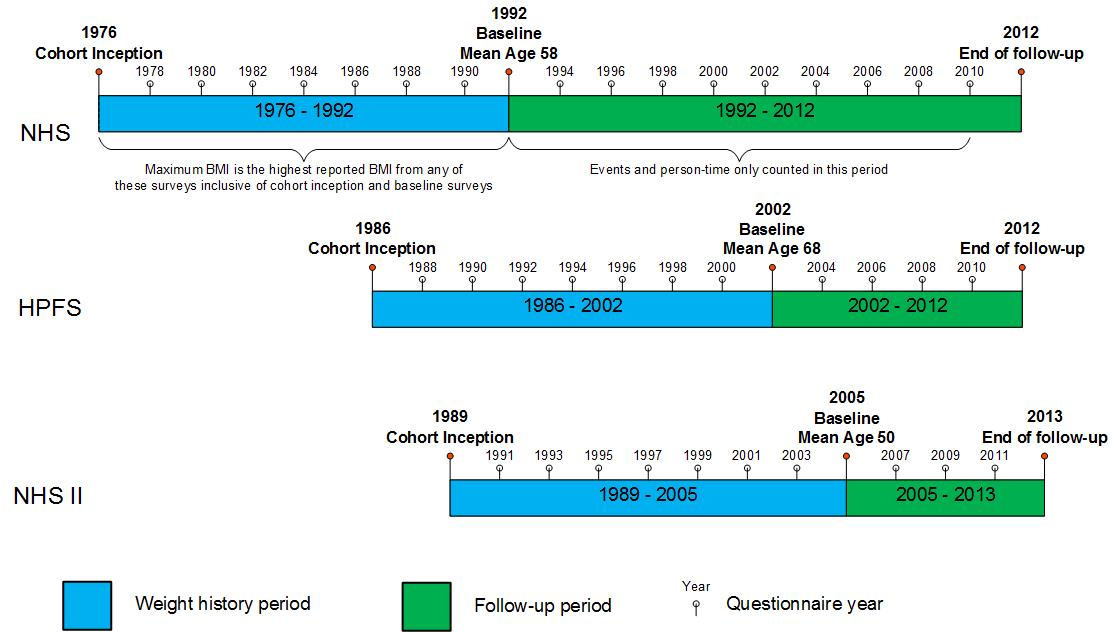 1976
Cohort Inception
1992
Baseline
Mean Age 58
2012
End of follow-up
1978 1980 1982 1984 1986 1988 1990 1994 1996 1998 2000 2002 2004 2006 2008 2010
NHS
1976 - 1992
1992 - 2012
Maximum BMI is the highest reported BMI from any of
these surveys inclusive of cohort inception and baseline surveys
Events and person-time only counted in this period
1986
Cohort Inception
2002
Baseline
Mean Age 68
2012
End of follow-up
1988 1990 1992 1994 1996 1998 2000 2004 2006 2008 2010
HPFS
1986 - 2002
2002 - 2012
1989
Cohort Inception
2005
Baseline
Mean Age 50
2013
End of follow-up
1991 1993 1995 1997 1999 2001 2003 2007 2009 2011
NHS II
1989 - 2005
2005 - 2013
Weight history period
Follow-up period
Year
Questionnaire year